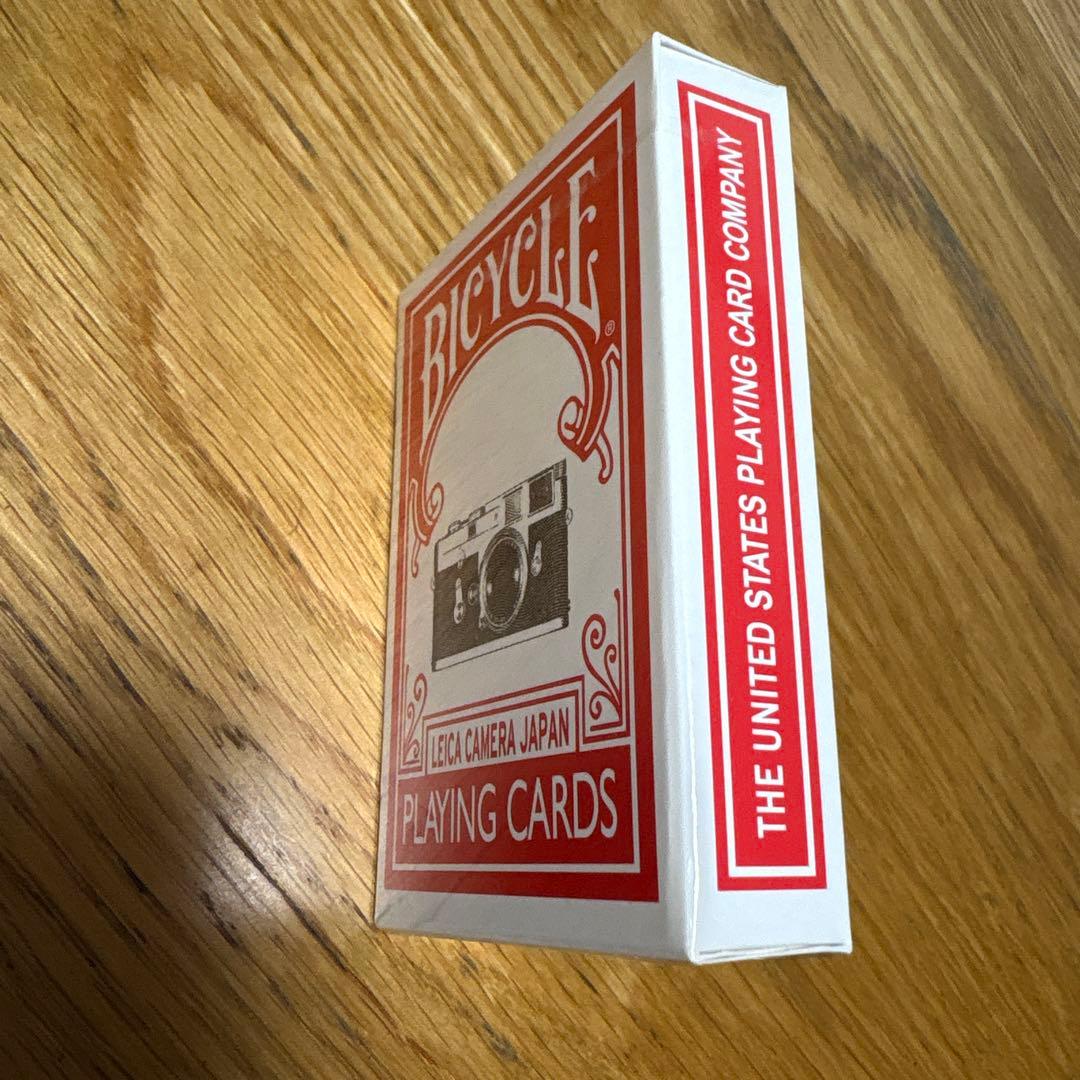 BICYCLE®
LEICA CAMERA JAPAN
PLAYING CARDS
THE UNITED STATES PLAYING CARD COMPANY